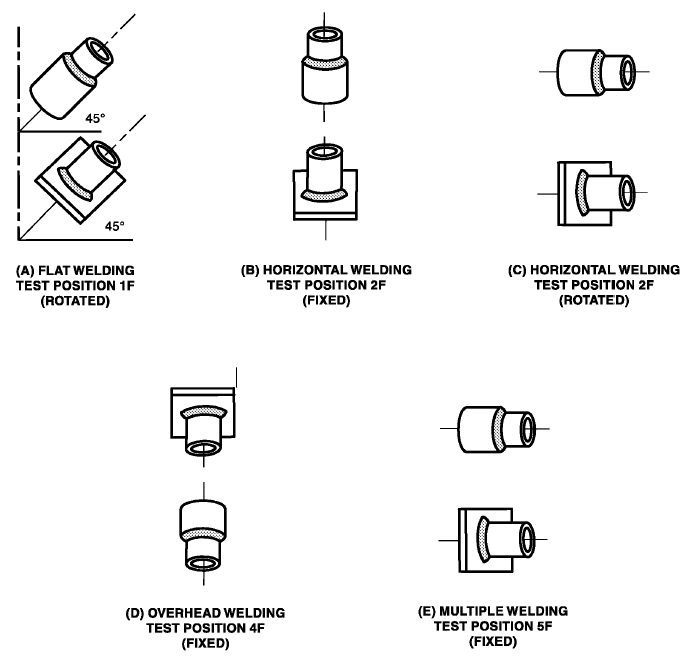 45°
45°
(A) FLAT WELDING
TEST POSITION 1F
(ROTATED)
(B) HORIZONTAL WELDING
TEST POSITION 2F
(FIXED)
(C) HORIZONTAL WELDING
TEST POSITION 2F
(ROTATED)
(D) OVERHEAD WELDING
TEST POSITION 4F
(FIXED)
(E) MULTIPLE WELDING
TEST POSITION 5F
(FIXED)